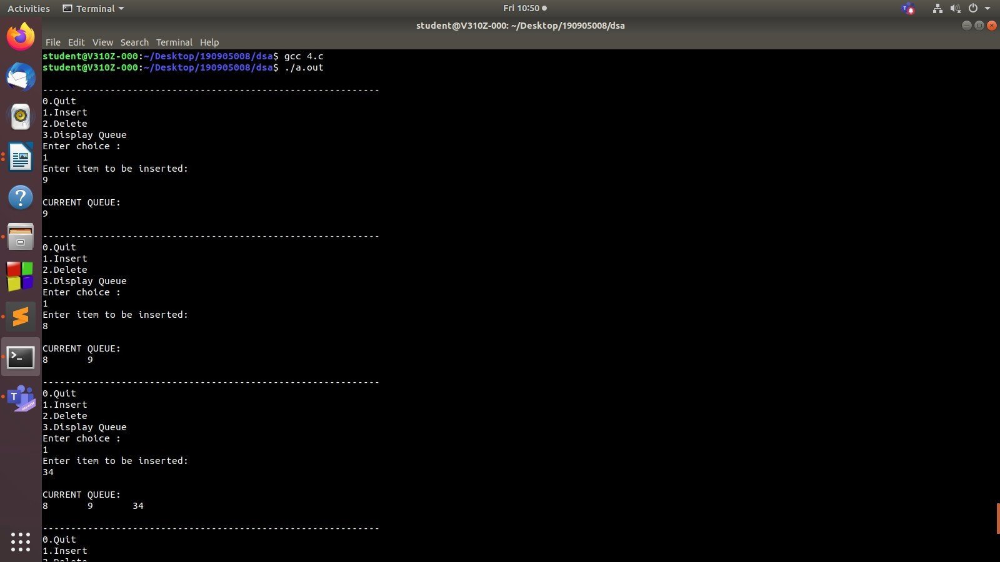 Activities Terminal Fri 10:50
student@V310Z-000: ~/Desktop/190905008/dsa
File Edit View Search Terminal Help
student@V310Z-000:~/Desktop/190905008/dsa$ gcc 4.c
student@V310Z-000:~/Desktop/190905008/dsa$ ./a.out
------------------------------------------------------------
0.Quit
1.Insert
2.Delete
3.Display Queue
Enter choice :
1
Enter item to be inserted:
9
CURRENT QUEUE:
9
------------------------------------------------------------
0.Quit
1.Insert
2.Delete
3.Display Queue
Enter choice :
1
Enter item to be inserted:
8
CURRENT QUEUE:
8 9
------------------------------------------------------------
0.Quit
1.Insert
2.Delete
3.Display Queue
Enter choice :
1
Enter item to be inserted:
34
CURRENT QUEUE:
8 9 34
------------------------------------------------------------
0.Quit
1.Insert
2.Delete